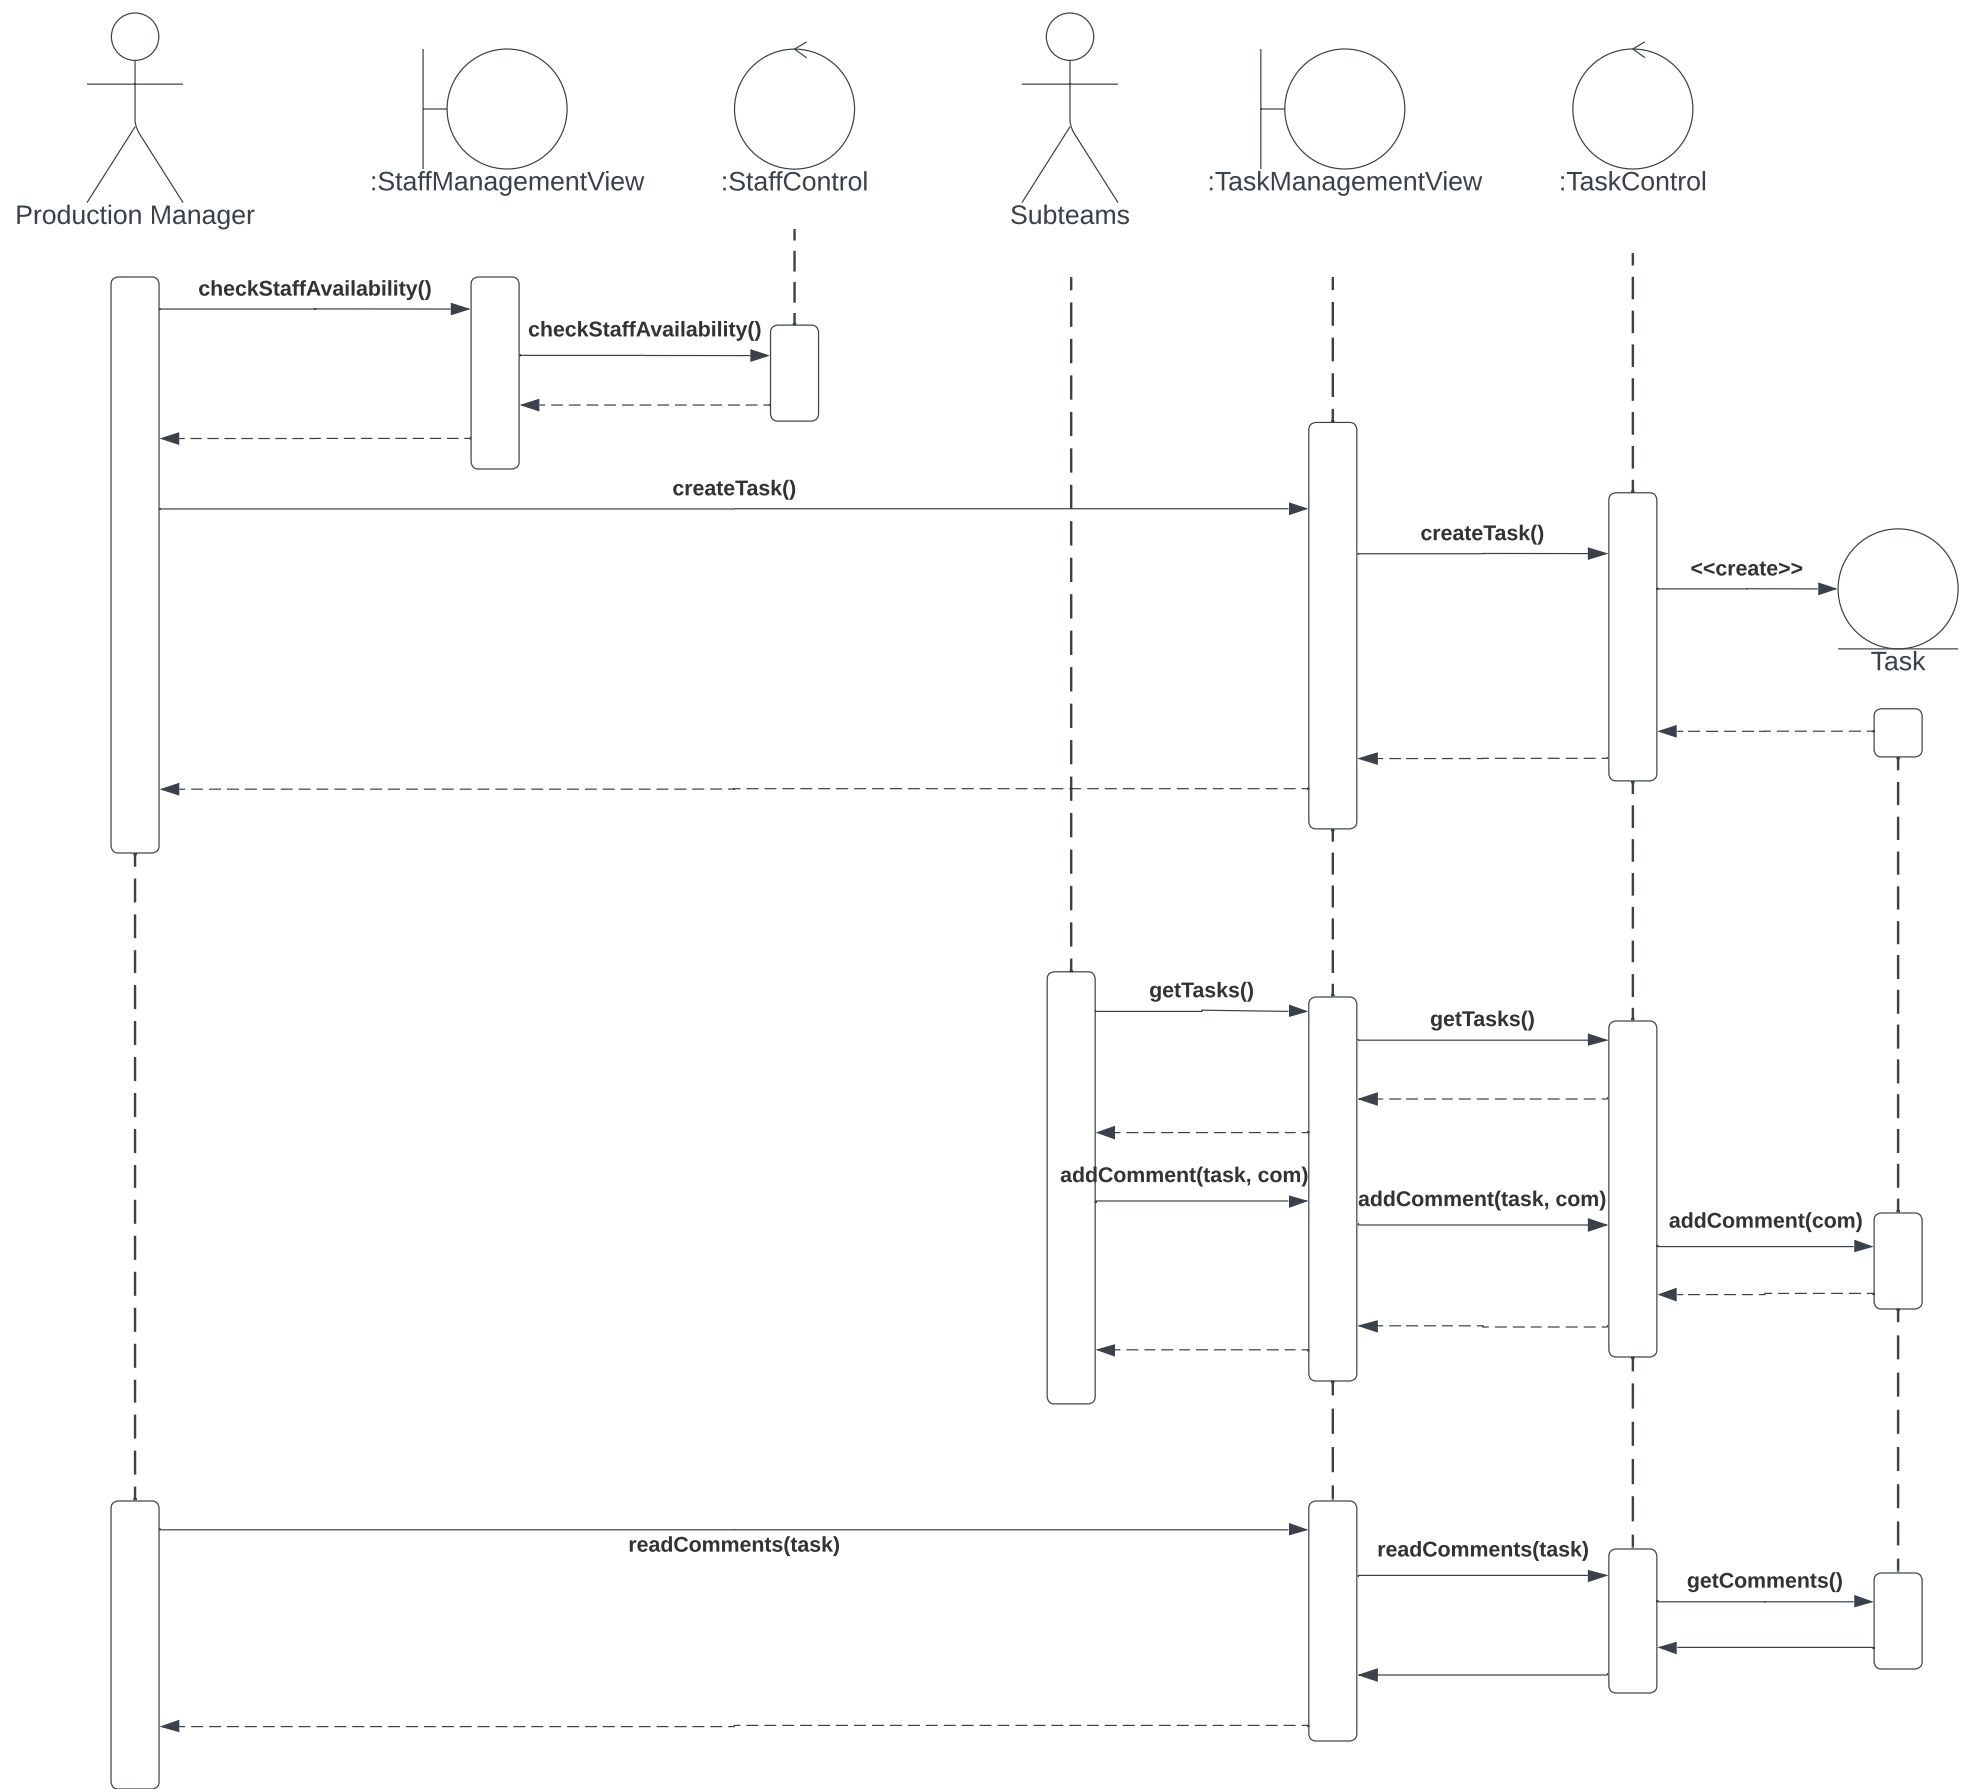 :StaffManagementView
:StaffControl
:TaskManagementView
:TaskControl
Production Manager
Subteams
checkStaffAvailability()
checkStaffAvailability()
createTask()
createTask()
<<create>>
Task
getTasks()
getTasks()
addComment(task, com)
addComment(task, com)
addComment(com)
readComments(task)
readComments(task)
getComments()